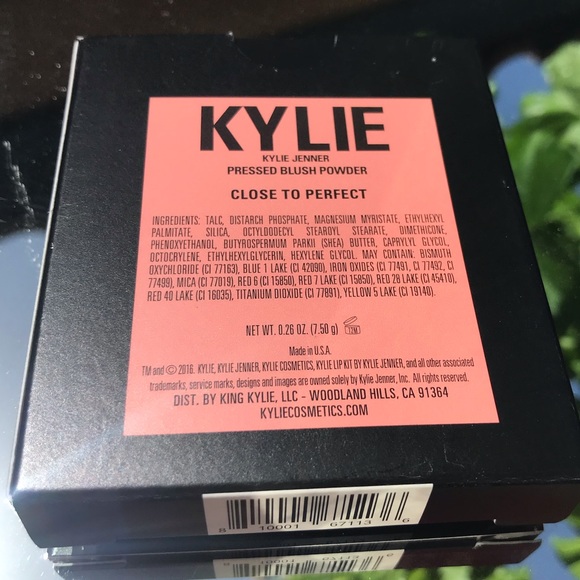 KYLIE
KYLIE JENNER
PRESSED BLUSH POWDER
CLOSE TO PERFECT
INGREDIENTS: TALC, DISTARCH PHOSPHATE, MAGNESIUM MYRISTATE, ETHYLHEXYL
PALMITATE, SILICA, OCTYLDODECYL STEAROYL STEARATE, DIMETHICONE,
PHENOXYETHANOL, BUTYROSPERMUM PARKII (SHEA) BUTTER, CAPRYLYL GLYCOL,
OCTOCRYLENE, ETHYLHEXYLGLYCERIN, HEXYLENE GLYCOL. MAY CONTAIN: BISMUTH
OXYCHLORIDE (CI 77163), BLUE 1 LAKE (CI 42090), IRON OXIDES (CI 77491, CI 77492, CI
77499), MICA (CI 77019), RED 6 (CI 15850), RED 7 LAKE (CI 15850), RED 28 LAKE (CI 45410),
RED 40 LAKE (CI 16035), TITANIUM DIOXIDE (CI 77891), YELLOW 5 LAKE (CI 19140).
NET WT. 0.26 OZ. (7.50 g) 12M
Made in U.S.A.
TM and © 2016. KYLIE, KYLIE JENNER, KYLIE COSMETICS, KYLIE LIP KIT BY KYLIE JENNER, and all other associated
trademarks, service marks, designs and images are owned solely by Kylie Jenner, Inc. All rights reserved.
DIST. BY KING KYLIE, LLC - WOODLAND HILLS, CA 91364
KYLIECOSMETICS.COM
8 10001 67113 6